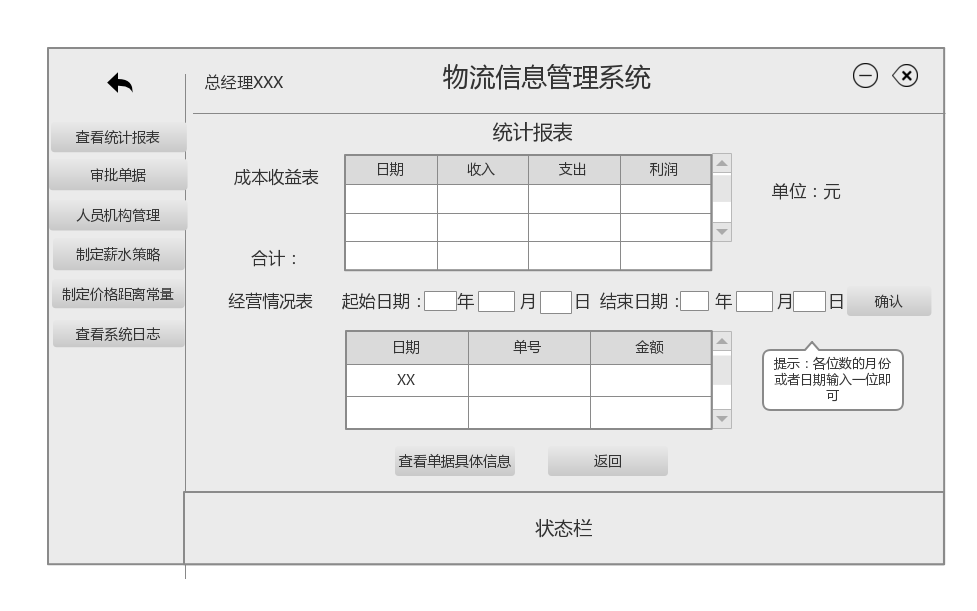 总经理XXX
物流信息管理系统
查看统计报表
审批单据
人员机构管理
制定薪水策略
制定价格距离常量
查看系统日志
统计报表
成本收益表
日期 收入 支出 利润
单位：元
合计：
经营情况表 起始日期： 年 月 日 结束日期： 年 月 日 确认
日期 单号 金额
XX
提示：各位数的月份
或者日期输入一位即
可
查看单据具体信息 返回
状态栏